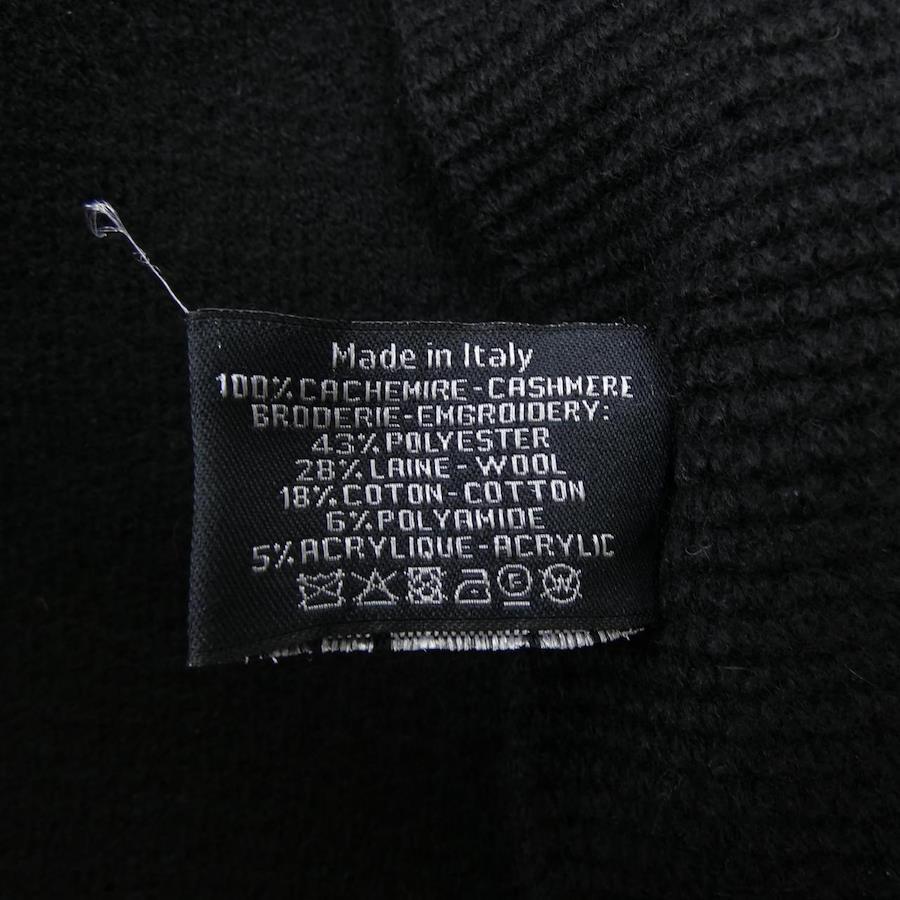 Made in Italy
100%CACHEMIRE-CASHMERE
BRODERIE-EMBROIDERY:
43%POLYESTER
28%LAINE-WOOL
18%COTON-COTTON
6%POLYAMIDE
5%ACRYLIQUE-ACRYLIC